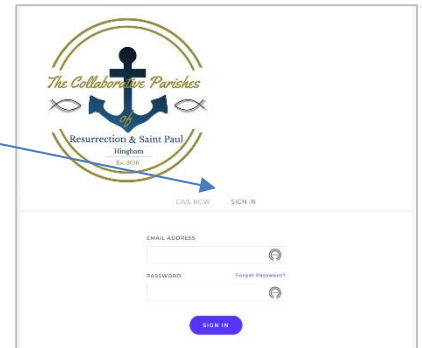 The Collaborative Parishes
of
Resurrection & Saint Paul
Hingham
Est. 2016
GIVE NOW SIGN IN
EMAIL ADDRESS
PASSWORD Forgot Password?
SIGN IN